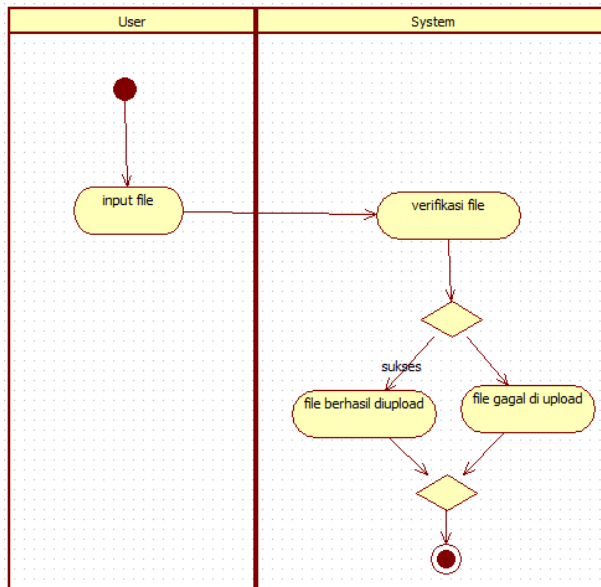 User
System
input file
verifikasi file
sukses
file berhasil diupload
file gagal di upload